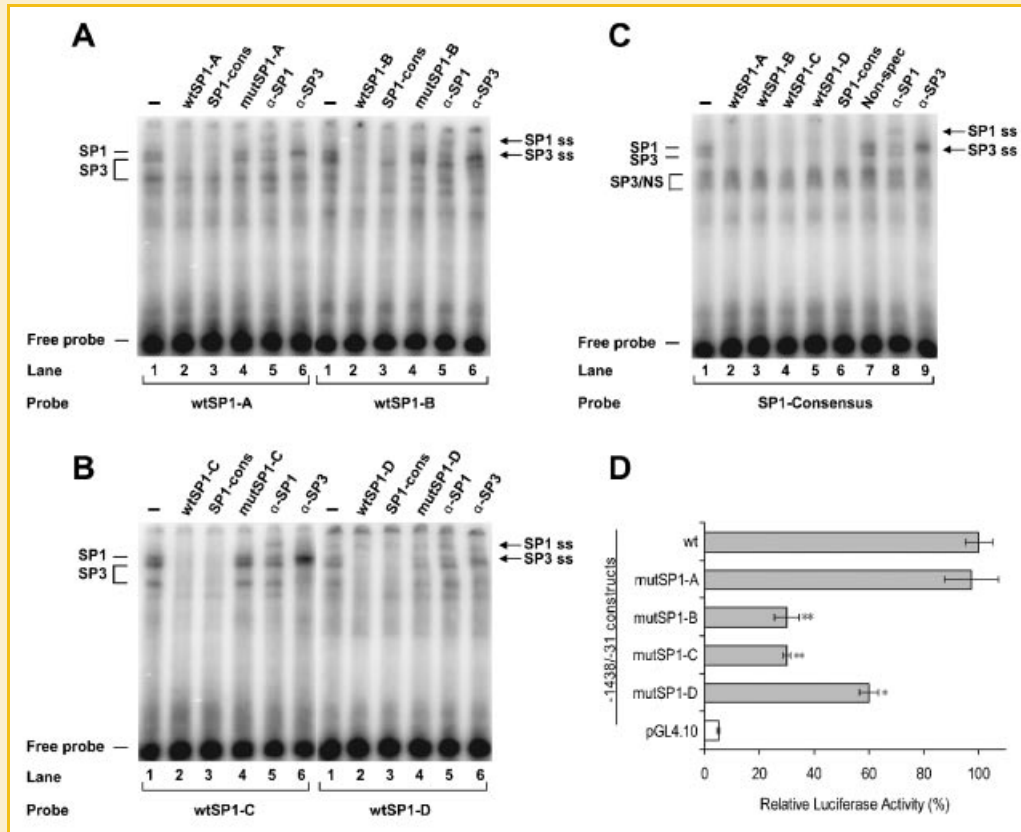 A
wtSP1-A
SP1-cons
mutSP1-A
α-SP1
α-SP3
wtSP1-B
SP1-cons
mutSP1-B
α-SP1
α-SP3
–
–
SP1
SP3
SP1 ss
SP3 ss
Free probe
Lane 1 2 3 4 5 6 1 2 3 4 5 6
Probe wtSP1-A wtSP1-B
C
wtSP1-A
wtSP1-B
wtSP1-C
wtSP1-D
SP1-cons
Non-spec
α-SP1
α-SP3
–
SP1
SP3
SP3/NS
SP1 ss
SP3 ss
Free probe
Lane 1 2 3 4 5 6 7 8 9
Probe SP1-Consensus
B
wtSP1-C
SP1-cons
mutSP1-C
α-SP1
α-SP3
wtSP1-D
SP1-cons
mutSP1-D
α-SP1
α-SP3
–
–
SP1
SP3
SP1 ss
SP3 ss
Free probe
Lane 1 2 3 4 5 6 1 2 3 4 5 6
Probe wtSP1-C wtSP1-D
D
-1438/-31 constructs
wt
mutSP1-A
mutSP1-B **
mutSP1-C **
mutSP1-D *
pGL4.10
0 20 40 60 80 100
Relative Luciferase Activity (%)